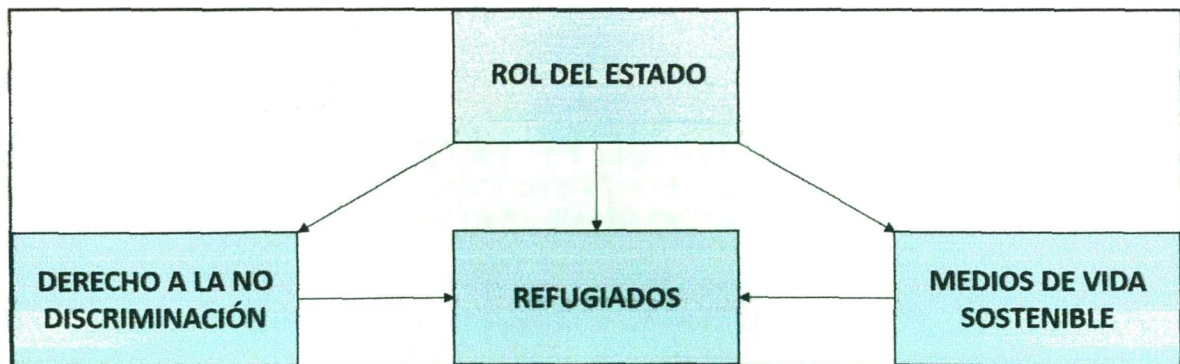 ROL DEL ESTADO
DERECHO A LA NO
DISCRIMINACIÓN
REFUGIADOS
MEDIOS DE VIDA
SOSTENIBLE